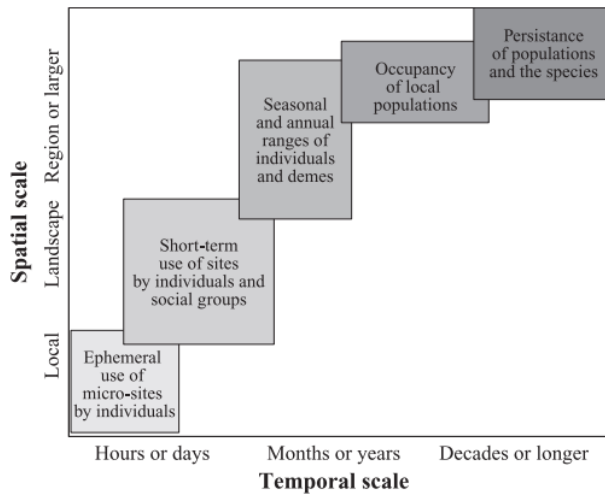 Persistance
of populations
and the species
Occupancy
of local
populations
Seasonal
and annual
ranges of
individuals
and demes
Short-term
use of sites
by individuals and
social groups
Ephemeral
use of
micro-sites
by individuals
Spatial scale
Region or larger
Landscape
Local
Hours or days
Months or years
Decades or longer
Temporal scale